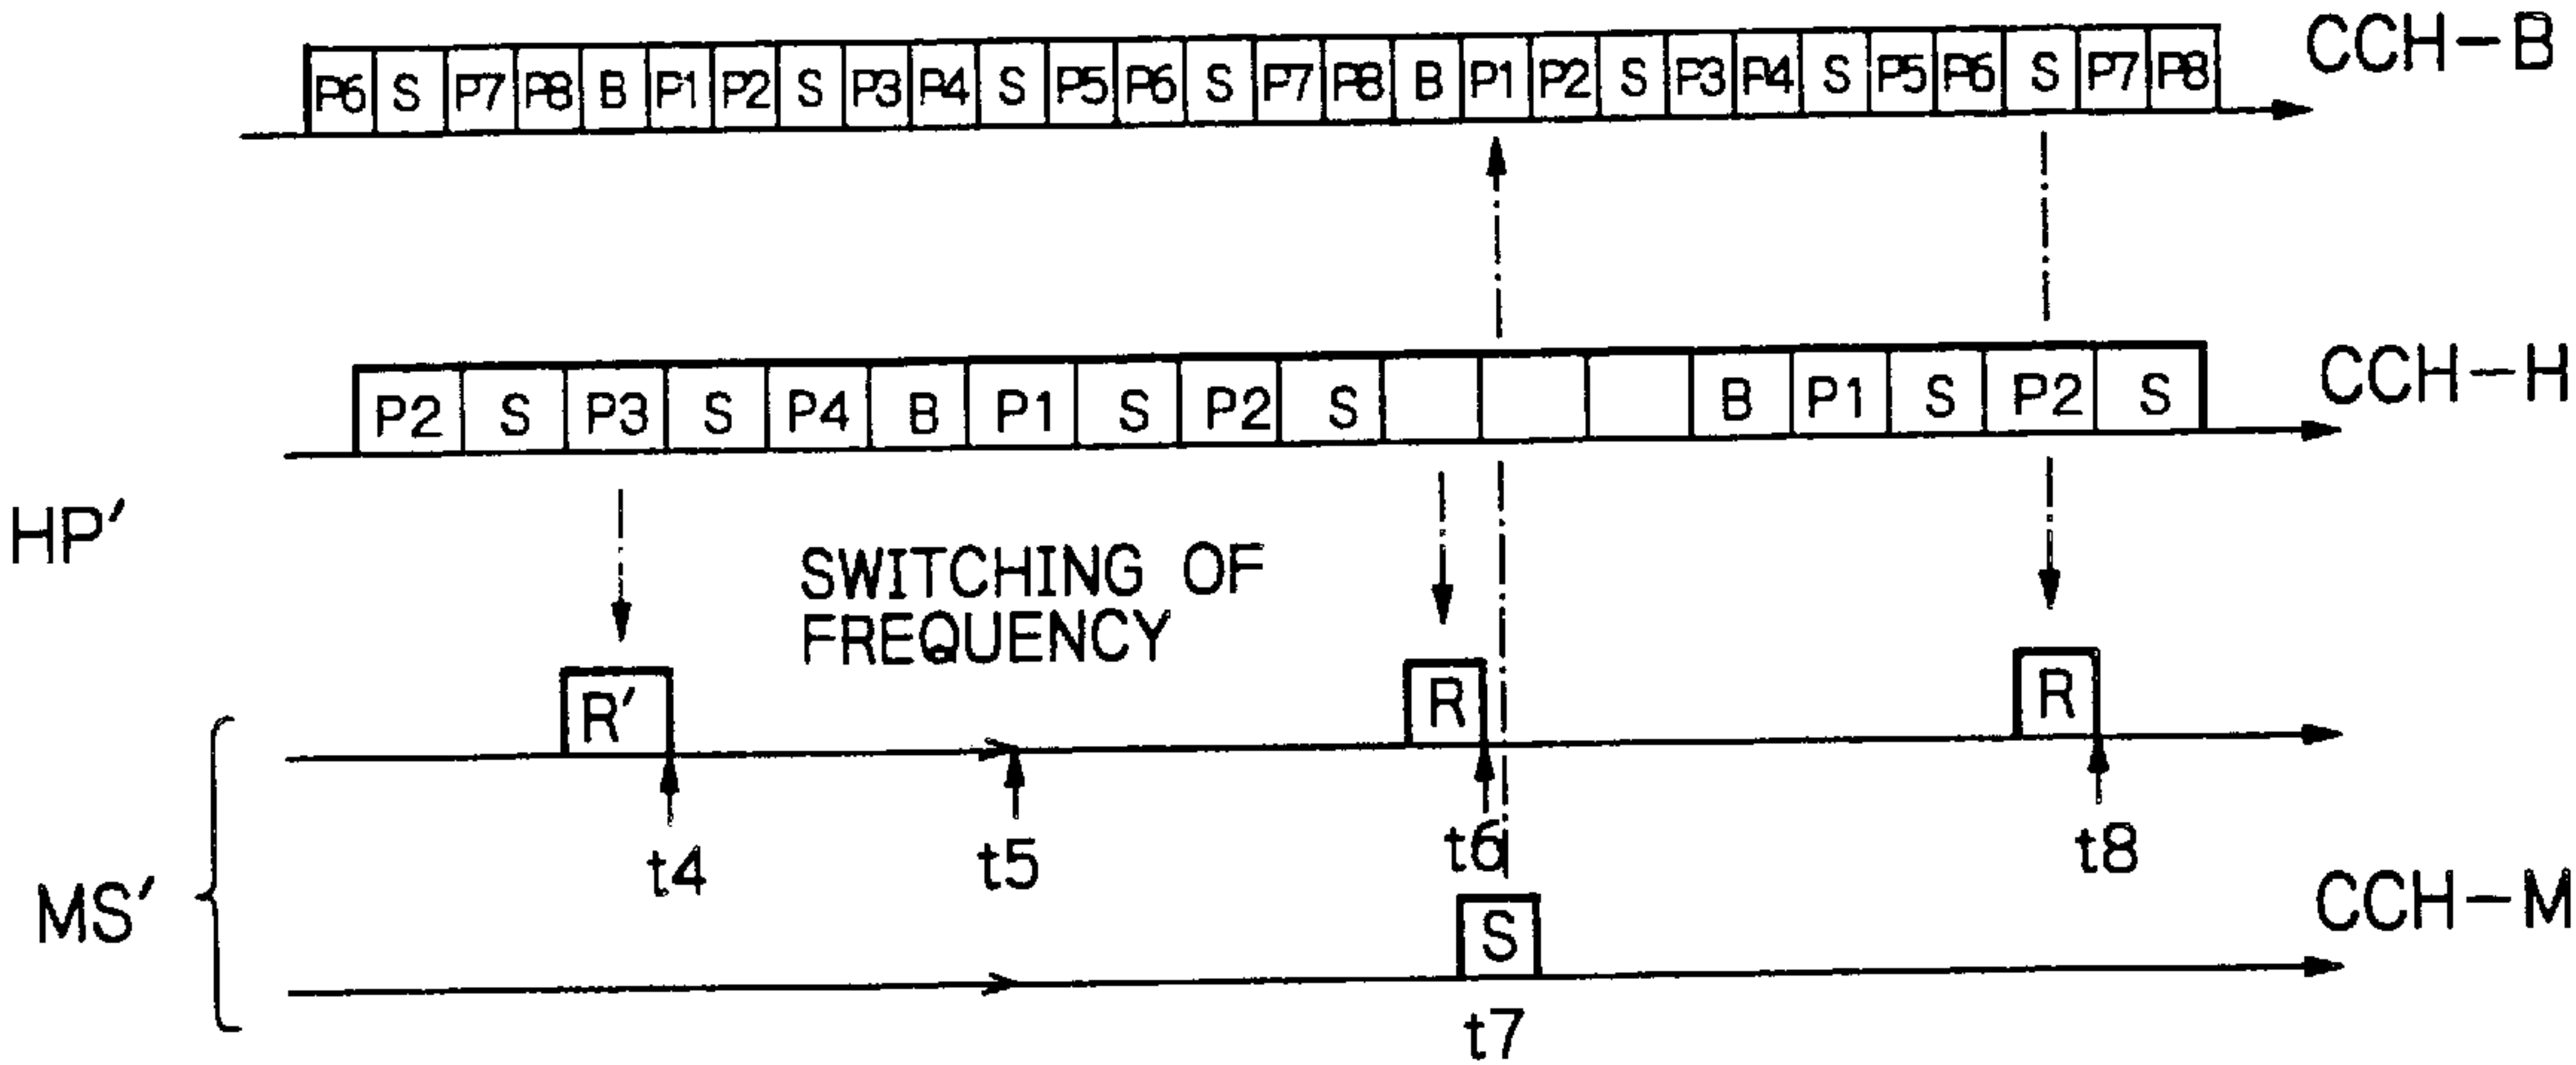 P6 S P7 P8 B P1 P2 S P3 P4 S P5 P6 S P7 P8 B P1 P2 S P3 P4 S P5 P6 S P7 P8 CCH-B
P2 S P3 S P4 B P1 S P2 S B P1 S P2 S CCH-H
HP'
SWITCHING OF
FREQUENCY
R' R R
t4 t5 t6 t8
MS' S CCH-M
t7